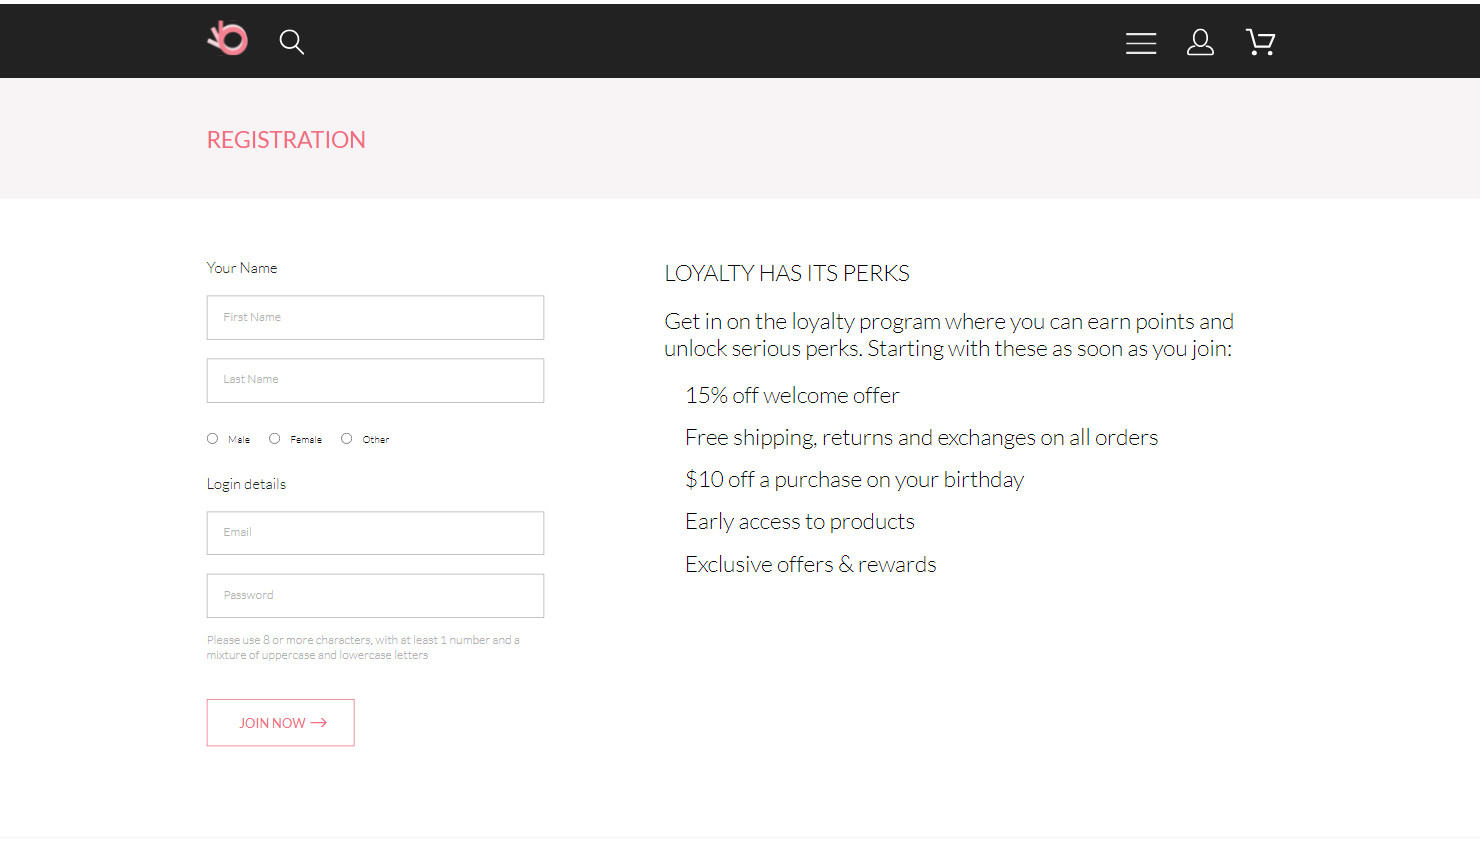 REGISTRATION
Your Name
First Name
Last Name
Male Female Other
Login details
Email
Password
Please use 8 or more characters, with at least 1 number and a
mixture of uppercase and lowercase letters
JOIN NOW
LOYALTY HAS ITS PERKS
Get in on the loyalty program where you can earn points and
unlock serious perks. Starting with these as soon as you join:
15% off welcome offer
Free shipping, returns and exchanges on all orders
$10 off a purchase on your birthday
Early access to products
Exclusive offers & rewards